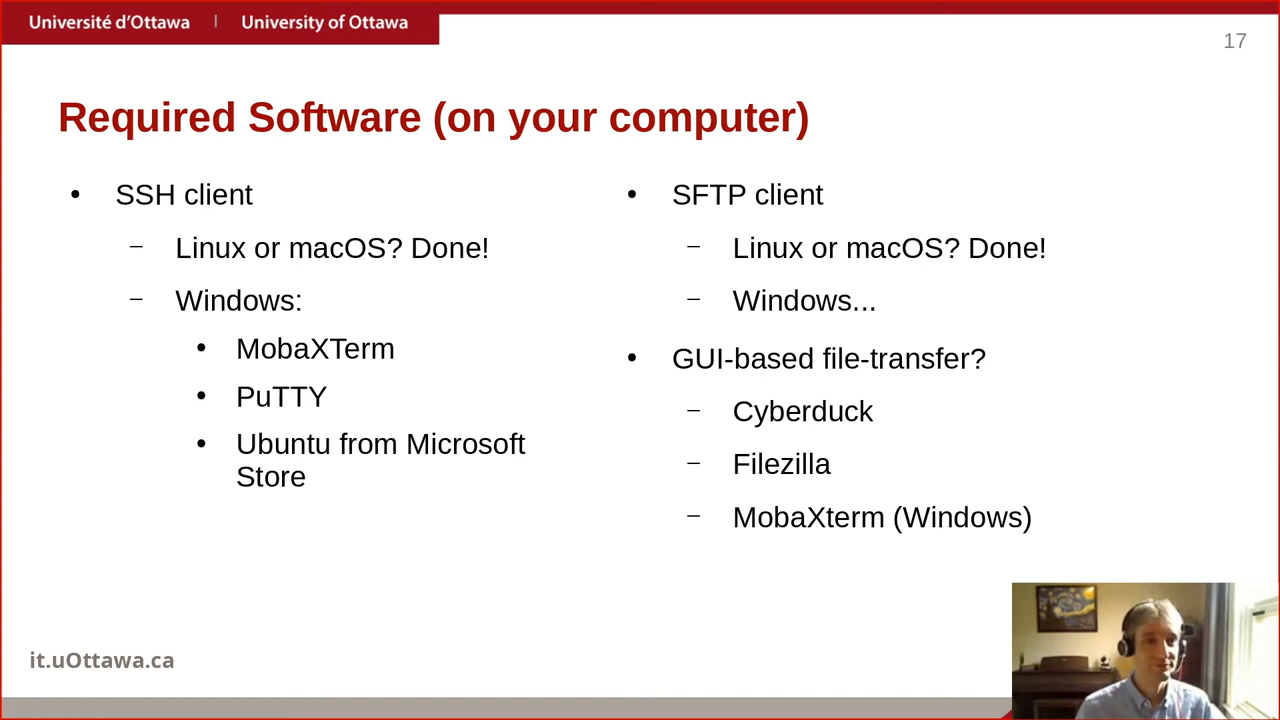 Université d'Ottawa | University of Ottawa
17
Required Software (on your computer)
• SSH client
– Linux or macOS? Done!
– Windows:
• MobaXTerm
• PuTTY
• Ubuntu from Microsoft
Store
• SFTP client
– Linux or macOS? Done!
– Windows...
• GUI-based file-transfer?
– Cyberduck
– Filezilla
– MobaXterm (Windows)
it.uOttawa.ca